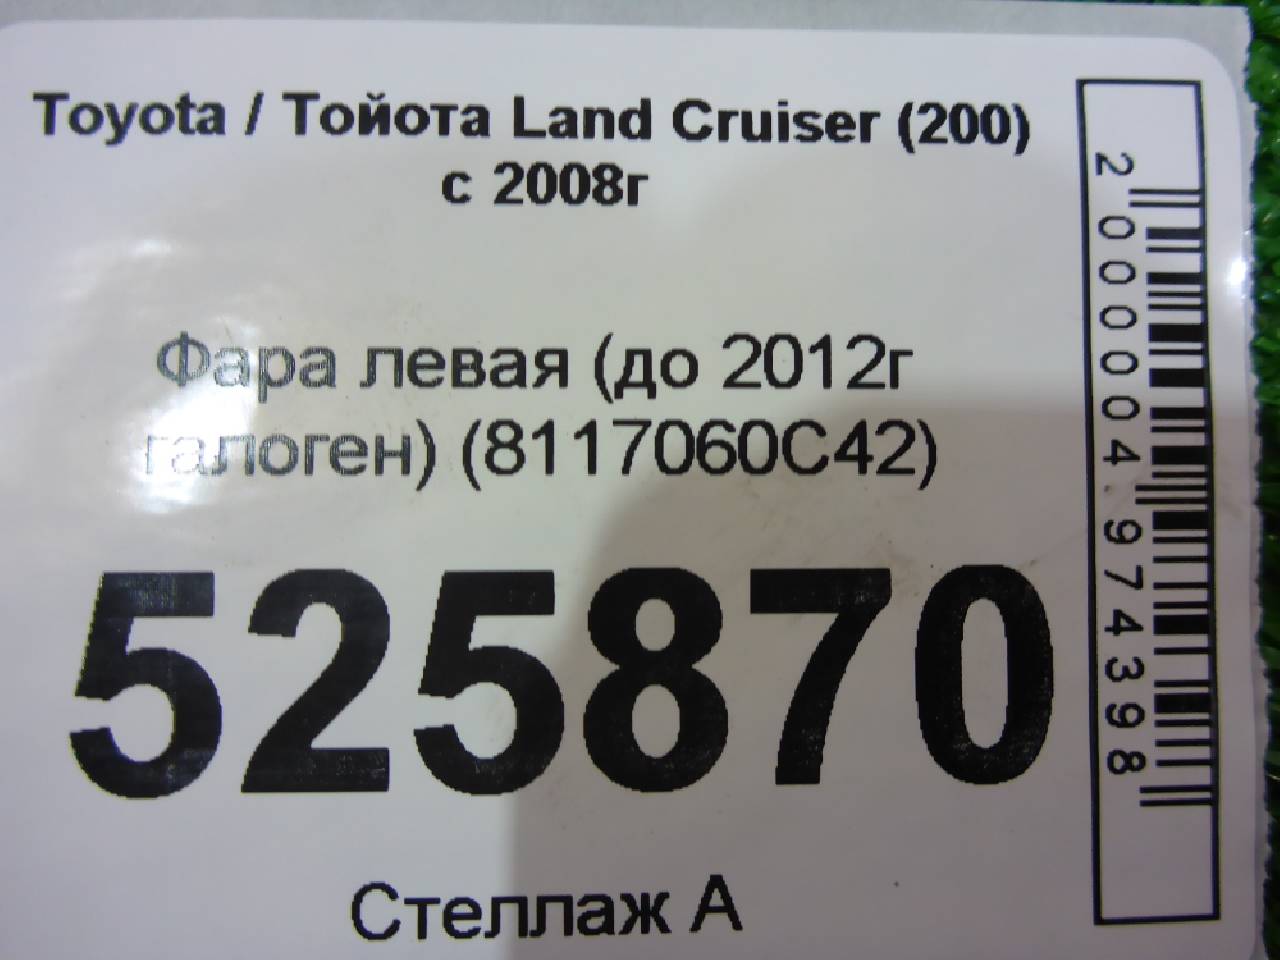 Toyota / Тойота Land Cruiser (200)
с 2008г
Фара левая (до 2012г
галоген) (8117060C42)
525870
Стеллаж А
2000004974398